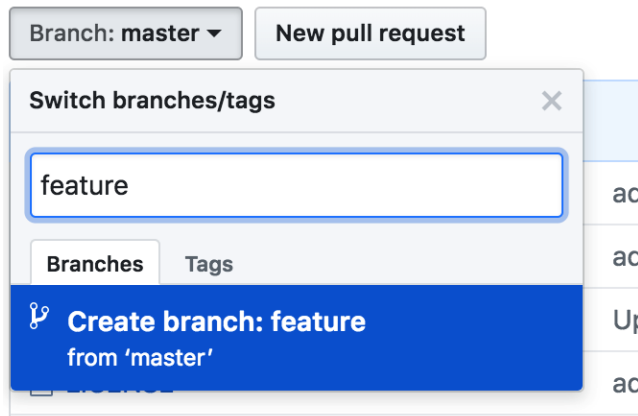 Branch: master
New pull request
Switch branches/tags
feature
Branches
Tags
Create branch: feature
from ‘master’